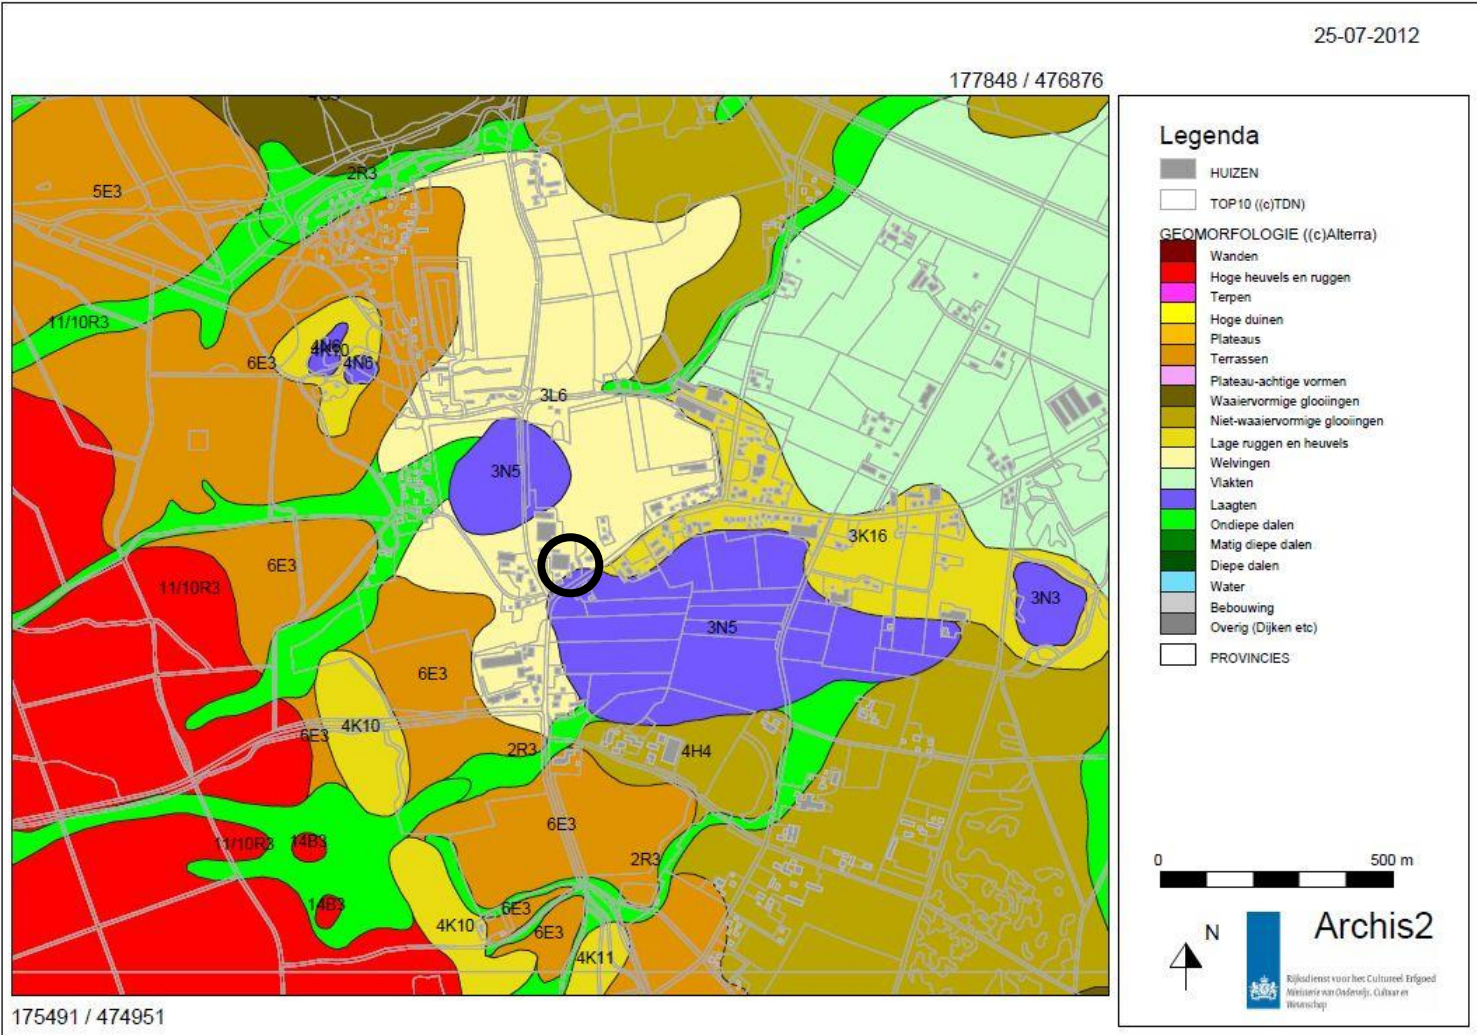 25-07-2012
177848 / 476876
5E3
2R3
11/10R3
6E3
4N6
3L6
3N5
3K16
6E3
11/10R3
3N3
3N5
6E3
4K10
6E3
2R3
4H4
6E3
11/10R3
14B3
2R3
14B3
6E3
4K10
6E3
4K11
175491 / 474951
Legenda
HUIZEN
TOP10 ((c)TDN)
GEOMORFOLOGIE ((c)Alterra)
Wanden
Hoge heuvels en ruggen
Terpen
Hoge duinen
Plateaus
Terrassen
Plateau-achtige vormen
Waaiervormige glooiingen
Niet-waaiervormige glooiingen
Lage ruggen en heuvels
Welvingen
Vlakten
Laagten
Ondiepe dalen
Matig diepe dalen
Diepe dalen
Water
Bebouwing
Overig (Dijken etc)
PROVINCIES
0 500 m
N
Archis2
Rijksdienst voor het Cultureel Erfgoed
Ministerie van Onderwijs, Cultuur en
Wetenschap